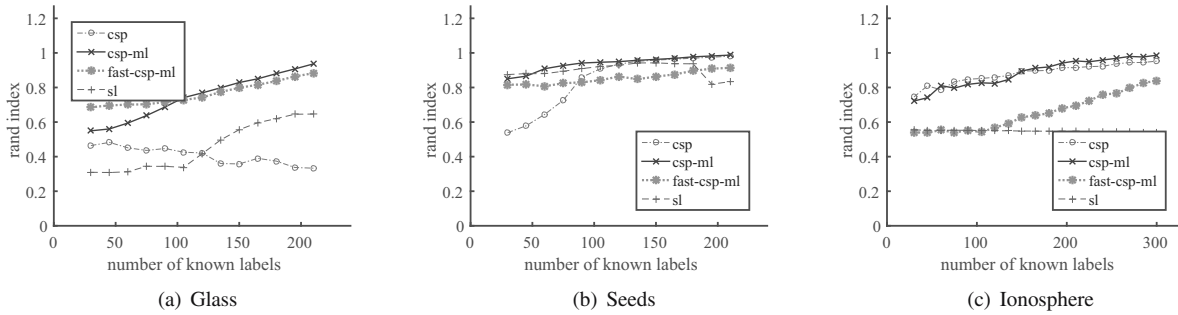 1.2
1
0.8
0.6
0.4
0.2
0
rand index
csp
csp-ml
fast-csp-ml
sl
0 50 100 150 200
number of known labels
(a) Glass
1.2
1
0.8
0.6
0.4
0.2
0
rand index
csp
csp-ml
fast-csp-ml
sl
0 50 100 150 200
number of known labels
(b) Seeds
1.2
1
0.8
0.6
0.4
0.2
0
rand index
csp
csp-ml
fast-csp-ml
sl
0 100 200 300
number of known labels
(c) Ionosphere